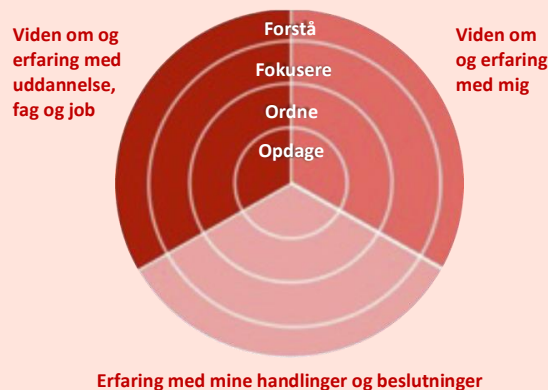 Viden om og
erfaring med
uddannelse,
fag og job
Forstå
Fokusere
Ordne
Opdage
Viden om
og erfaring
med mig
Erfaring med mine handlinger og beslutninger